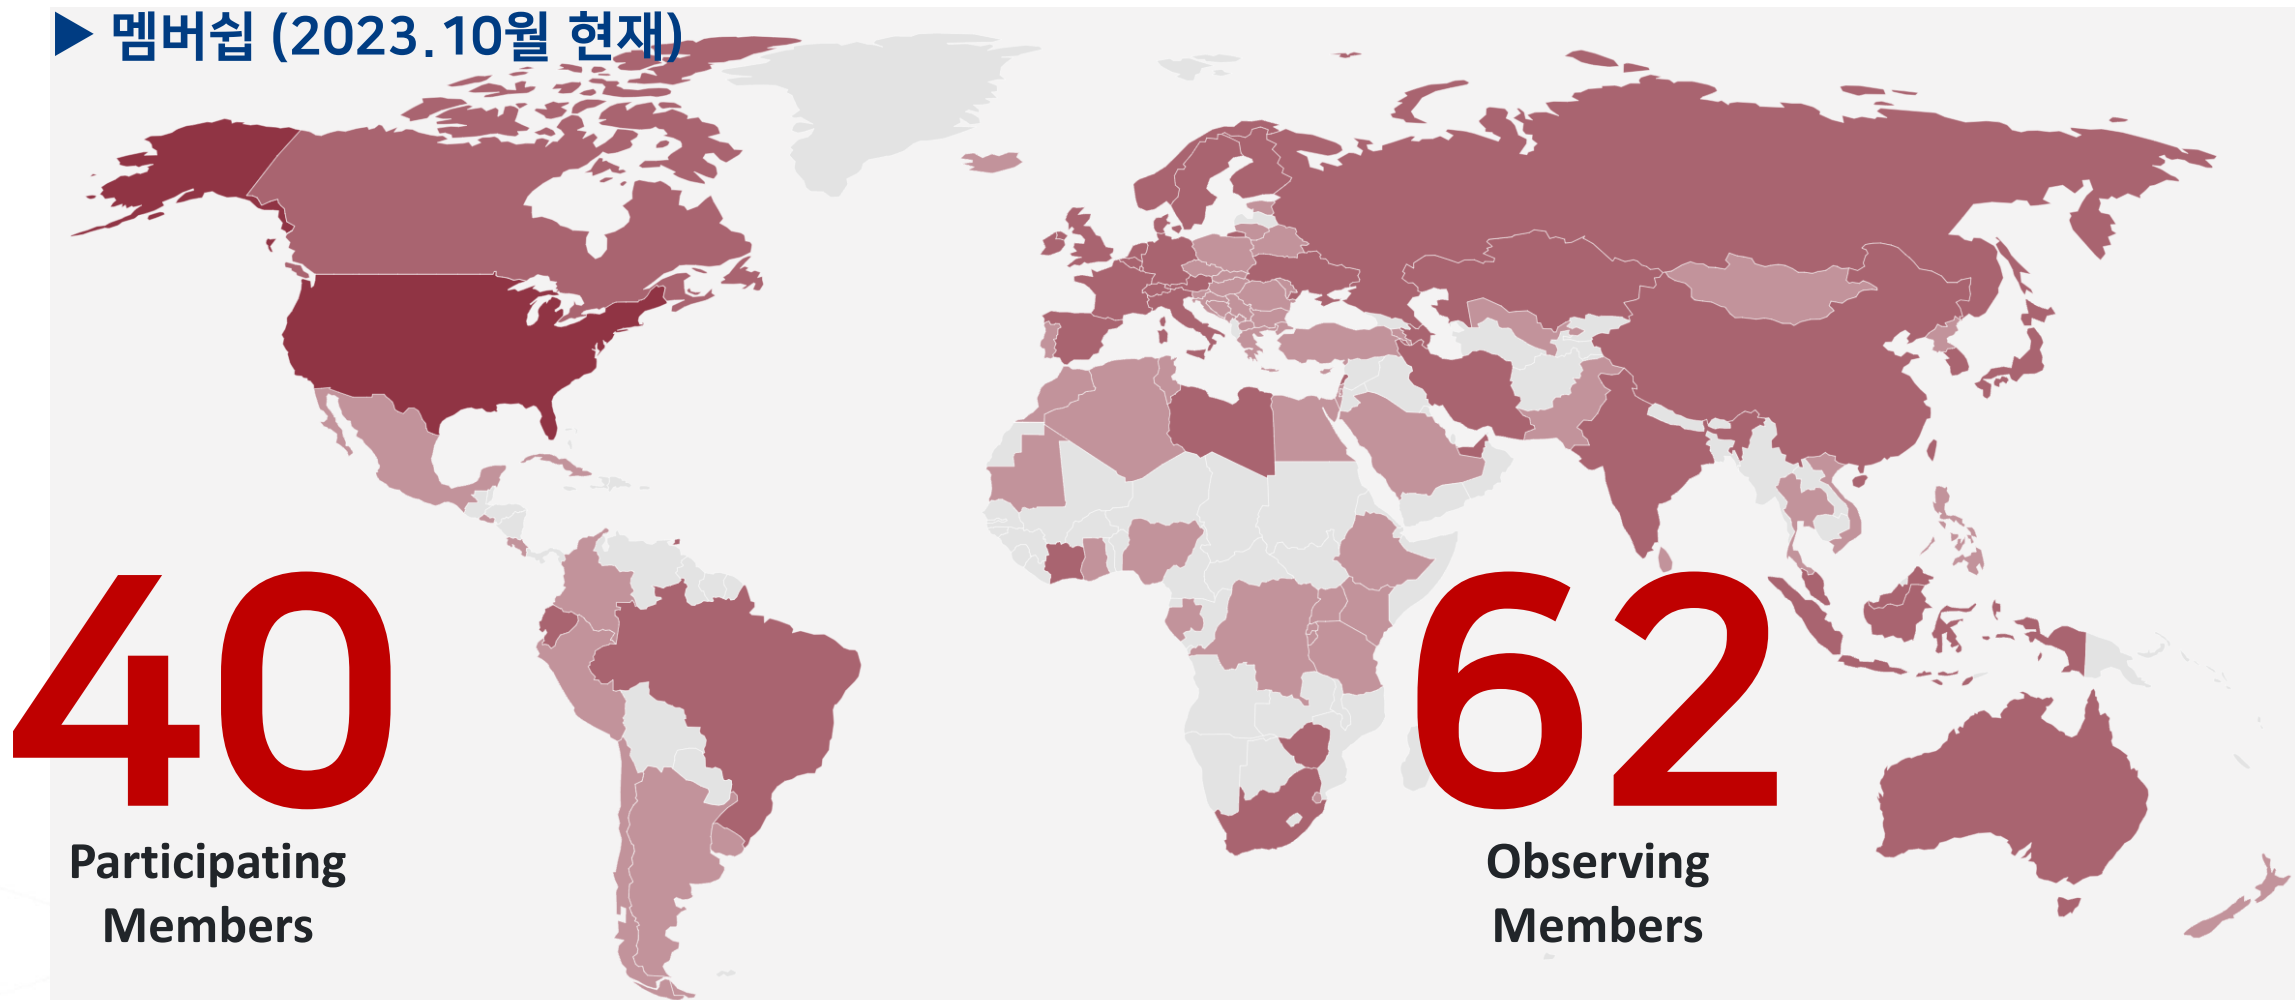 ▶ 멤버쉽 (2023.10월 현재)
40
Participating
Members
62
Observing
Members